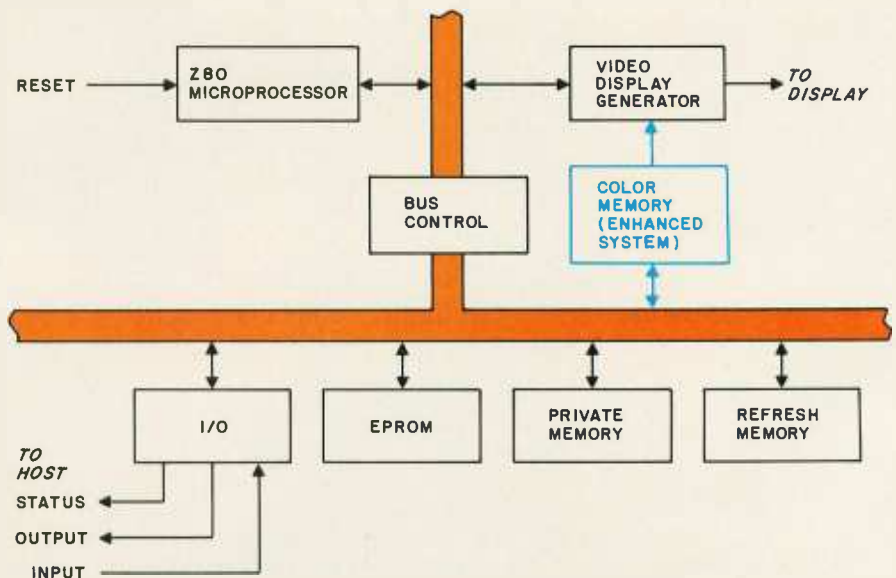 RESET
Z80
MICROPROCESSOR
VIDEO
DISPLAY
GENERATOR
TO
DISPLAY
BUS
CONTROL
COLOR
MEMORY
(ENHANCED
SYSTEM)
I/O
EPROM
PRIVATE
MEMORY
REFRESH
MEMORY
TO
HOST
STATUS
OUTPUT
INPUT